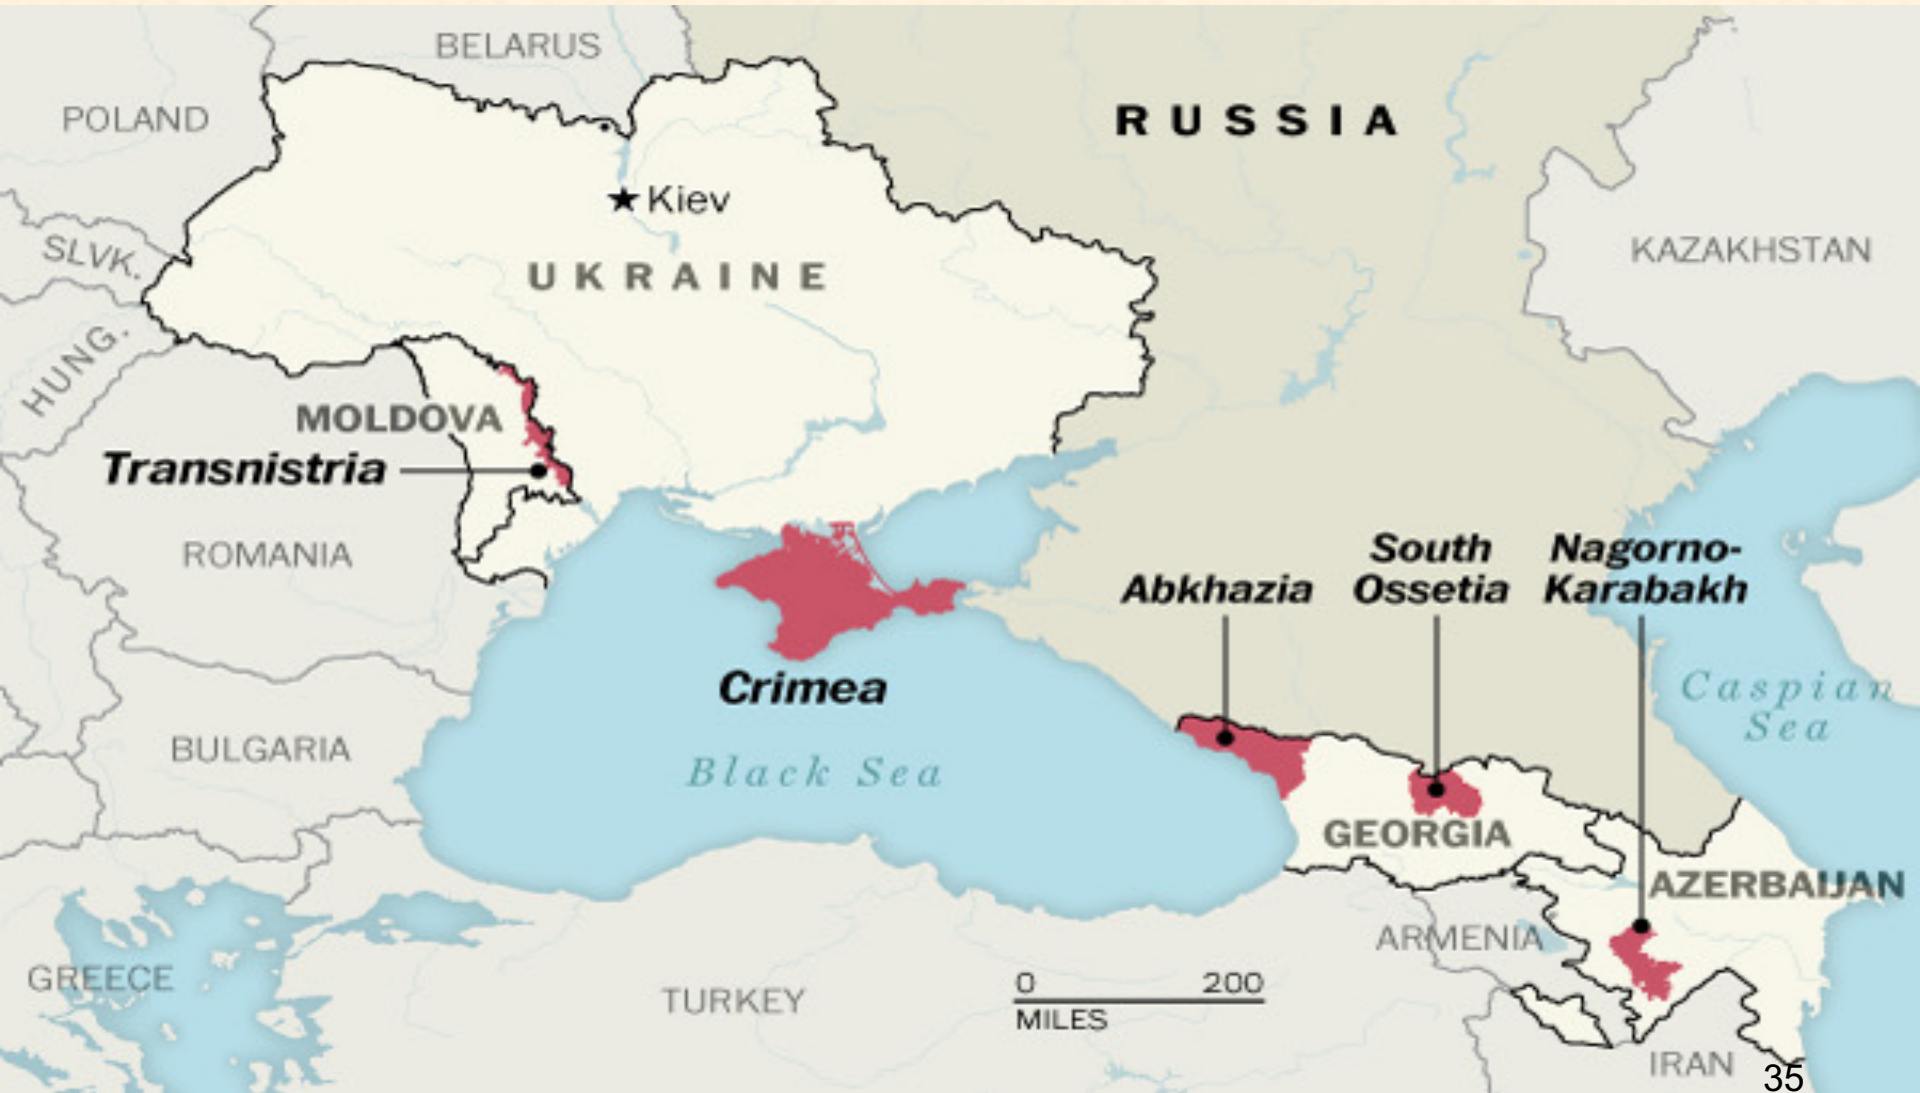 BELARUS
POLAND
RUSSIA
Kiev
SLVK.
KAZAKHSTAN
UKRAINE
HUNG.
MOLDOVA
Transnistria
ROMANIA
South
Ossetia
Nagorno-
Karabakh
Abkhazia
Crimea
Caspian
Sea
BULGARIA
Black Sea
GEORGIA
AZERBAIJAN
ARMENIA
GREECE
TURKEY
0 200
MILES
IRAN
35